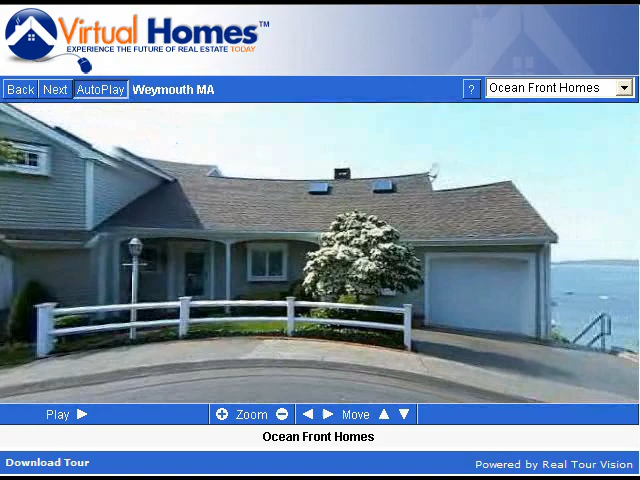 Virtual Homes™
EXPERIENCE THE FUTURE OF REAL ESTATE TODAY
Back Next AutoPlay Weymouth MA ? Ocean Front Homes
Play Zoom Move
Ocean Front Homes
Download Tour Powered by Real Tour Vision